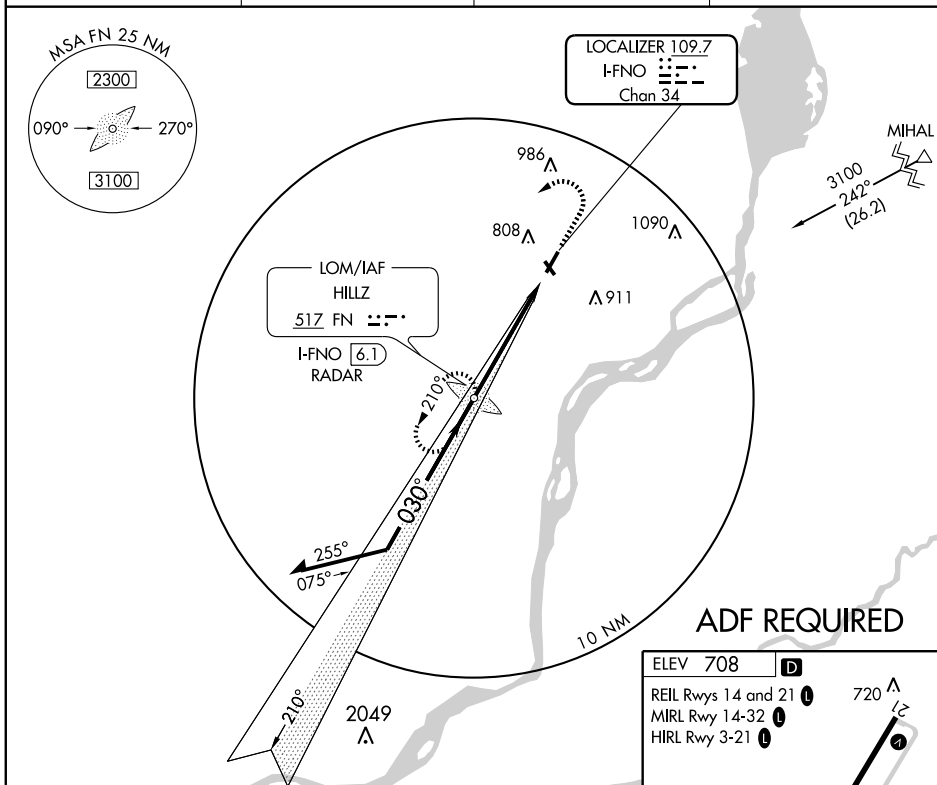 MSA FN 25 NM
2300
090°
270°
3100
LOCALIZER 109.7
I-FNO
Chan 34
MIHAL
3100
242°
(26.2)
986
808
1090
911
LOM/IAF
HILLZ
517 FN
I-FNO 6.1
RADAR
210°
030°
255°
075°
10 NM
210°
2049
ADF REQUIRED
ELEV 708 D
REIL Rwys 14 and 21 L
MIRL Rwy 14-32 L
HIRL Rwy 3-21 L
720
21